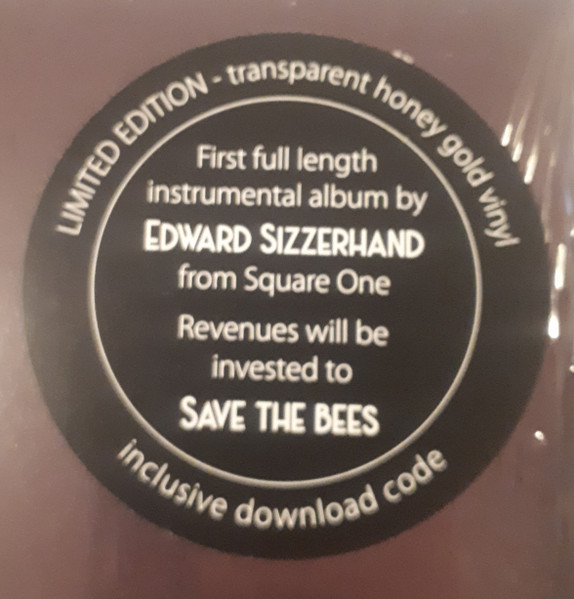 LIMITED EDITION - transparent honey gold vinyl
First full length
instrumental album by
EDWARD SIZZERHAND
from Square One
Revenues will be
invested to
SAVE THE BEES
inclusive download code